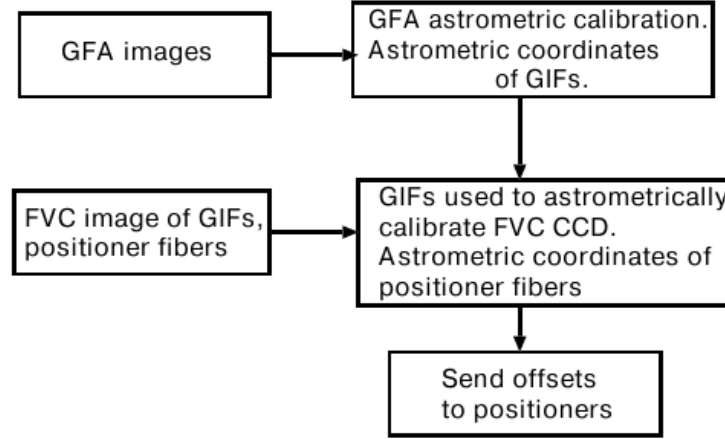 GFA images
GFA astrometric calibration.
Astrometric coordinates
of GIFs.
FVC image of GIFs,
positioner fibers
GIFs used to astrometrically
calibrate FVC CCD.
Astrometric coordinates of
positioner fibers
Send offsets
to positioners